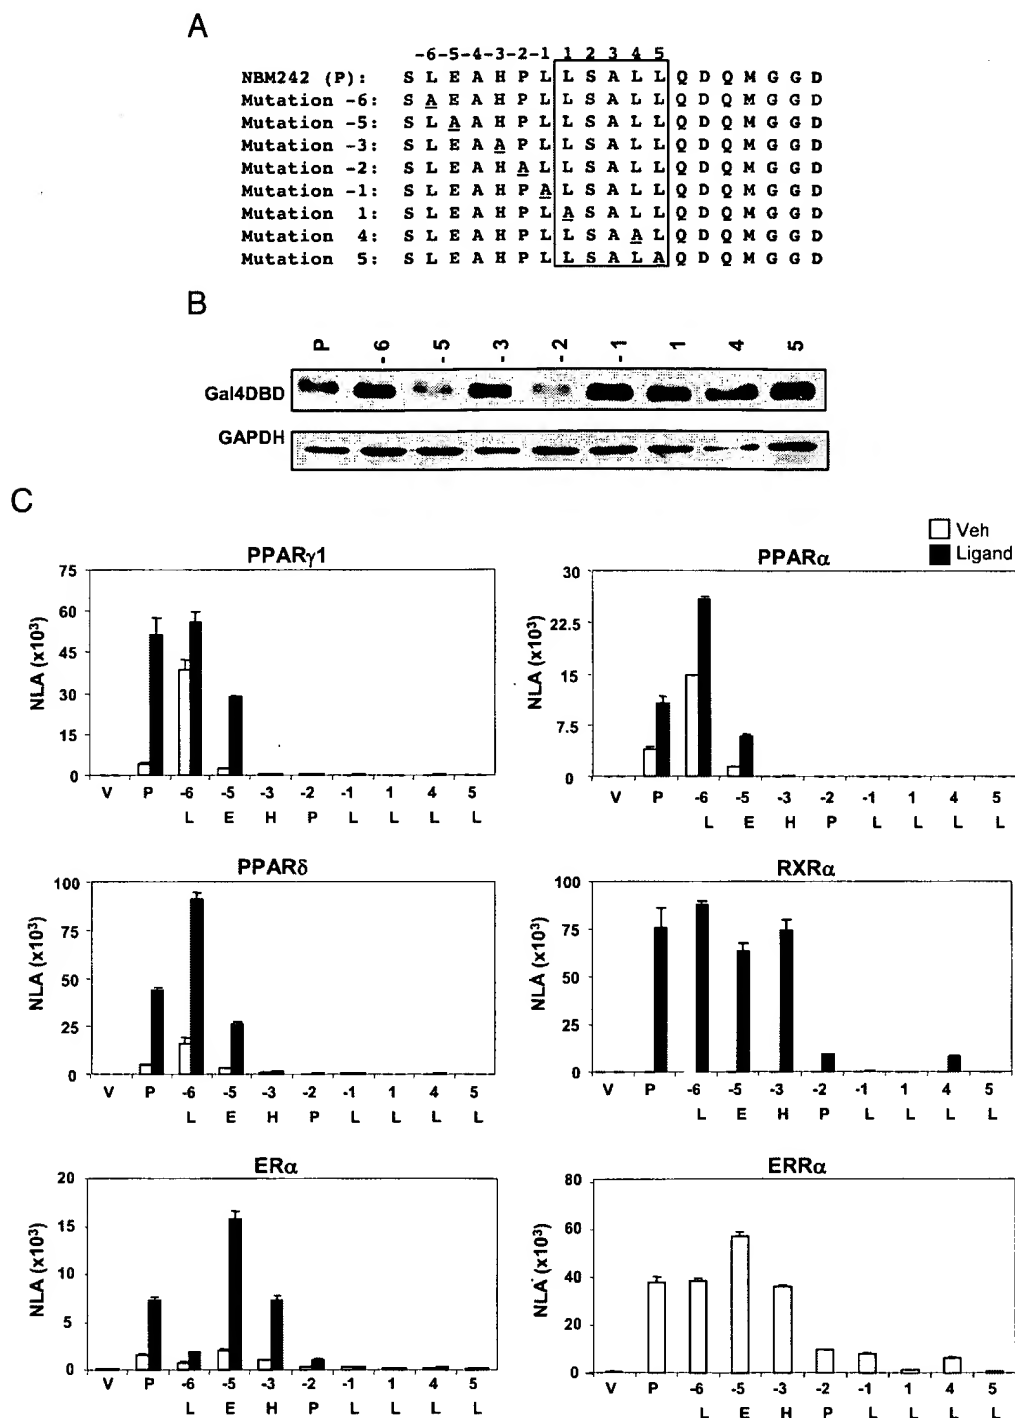 A
-6-5-4-3-2-1 1 2 3 4 5
NBM242 (P): S L E A H P L L S A L L Q D Q M G G D
Mutation -6: S A E A H P L L S A L L Q D Q M G G D
Mutation -5: S L A A H P L L S A L L Q D Q M G G D
Mutation -3: S L E A A P L L S A L L Q D Q M G G D
Mutation -2: S L E A H A L L S A L L Q D Q M G G D
Mutation -1: S L E A H P A L S A L L Q D Q M G G D
Mutation 1: S L E A H P L A S A L L Q D Q M G G D
Mutation 4: S L E A H P L L S A A L Q D Q M G G D
Mutation 5: S L E A H P L L S A L A Q D Q M G G D
B
P -6 -5 -3 -2 -1 1 4 5
Gal4DBD
GAPDH
C
Veh
Ligand
PPARγ1
NLA (x10³)
75
60
45
30
15
0
V P -6 -5 -3 -2 -1 1 4 5
L E H P L L L L
PPARα
NLA (x10³)
30
22.5
15
7.5
0
V P -6 -5 -3 -2 -1 1 4 5
L E H P L L L L
PPARδ
NLA (x10³)
100
75
50
25
0
V P -6 -5 -3 -2 -1 1 4 5
L E H P L L L L
RXRα
NLA (x10³)
100
75
50
25
0
V P -6 -5 -3 -2 -1 1 4 5
L E H P L L L L
ERα
NLA (x10³)
20
15
10
5
0
V P -6 -5 -3 -2 -1 1 4 5
L E H P L L L L
ERRα
NLA (x10³)
80
60
40
20
0
V P -6 -5 -3 -2 -1 1 4 5
L E H P L L L L